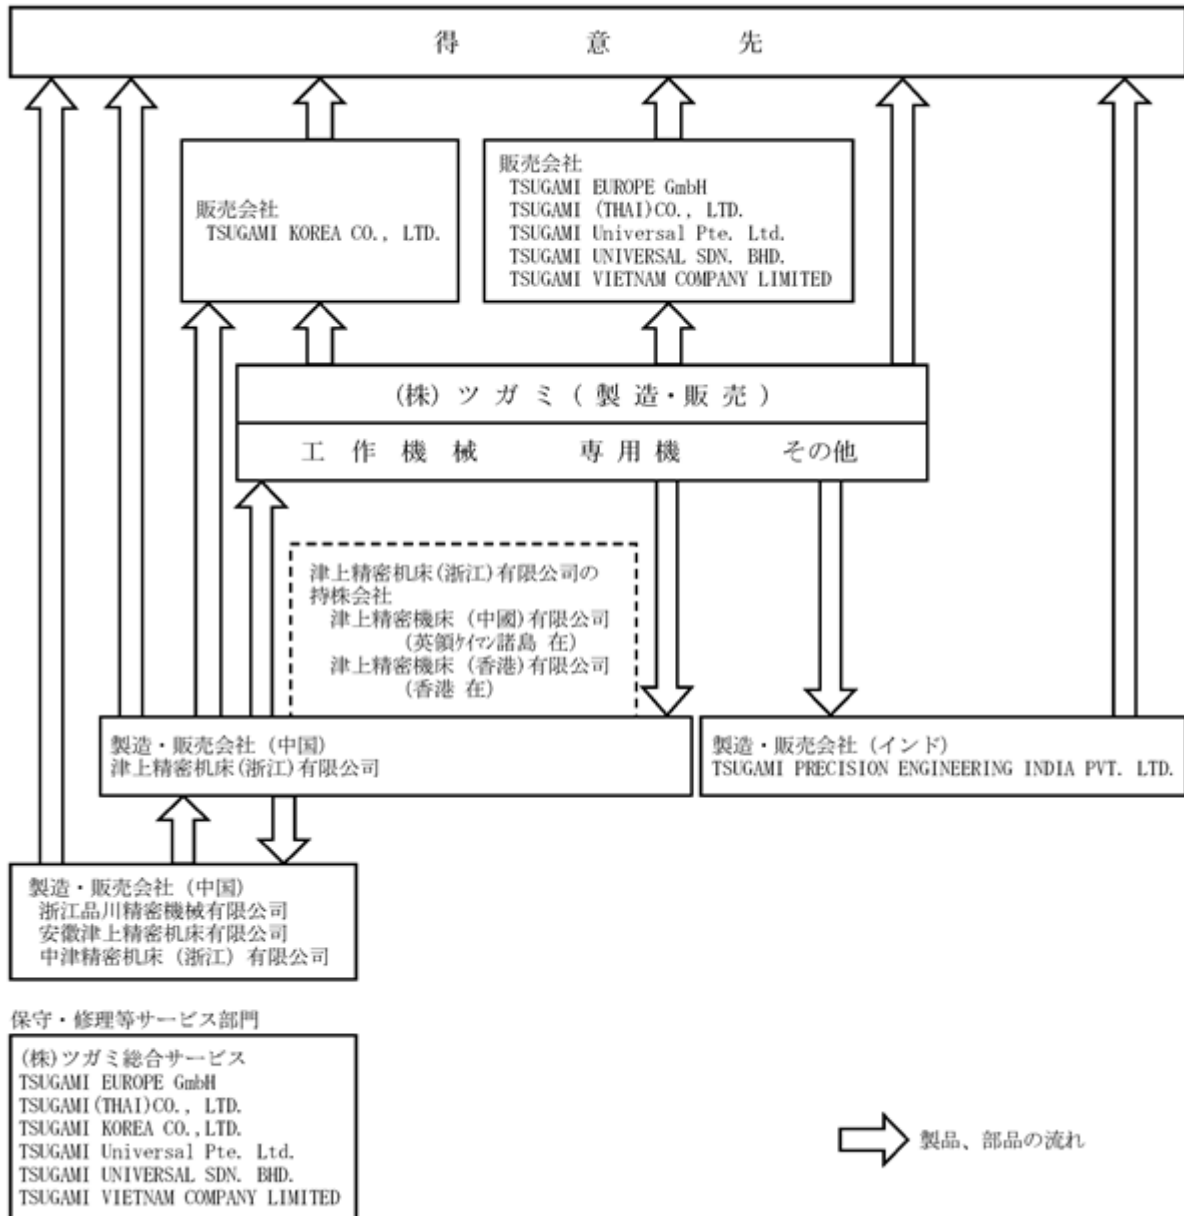 得意先
販売会社
TSUGAMI KOREA CO., LTD.
販売会社
TSUGAMI EUROPE GmbH
TSUGAMI (THAI)CO., LTD.
TSUGAMI Universal Pte. Ltd.
TSUGAMI UNIVERSAL SDN. BHD.
TSUGAMI VIETNAM COMPANY LIMITED
(株)ツガミ(製造・販売)
工作機械 専用機 その他
津上精密机床(浙江)有限公司の
持株会社
津上精密機床 (中國)有限公司
(英領ケイマン諸島 在)
津上精密機床 (香港)有限公司
(香港 在)
製造・販売会社 (中国)
津上精密机床(浙江)有限公司
製造・販売会社 (インド)
TSUGAMI PRECISION ENGINEERING INDIA PVT. LTD.
製造・販売会社 (中国)
浙江品川精密機械有限公司
安徽津上精密机床有限公司
中津精密机床 (浙江) 有限公司
保守・修理等サービス部門
(株)ツガミ総合サービス
TSUGAMI EUROPE GmbH
TSUGAMI(THAI)CO., LTD.
TSUGAMI KOREA CO.,LTD.
TSUGAMI Universal Pte. Ltd.
TSUGAMI UNIVERSAL SDN. BHD.
TSUGAMI VIETNAM COMPANY LIMITED
製品、部品の流れ